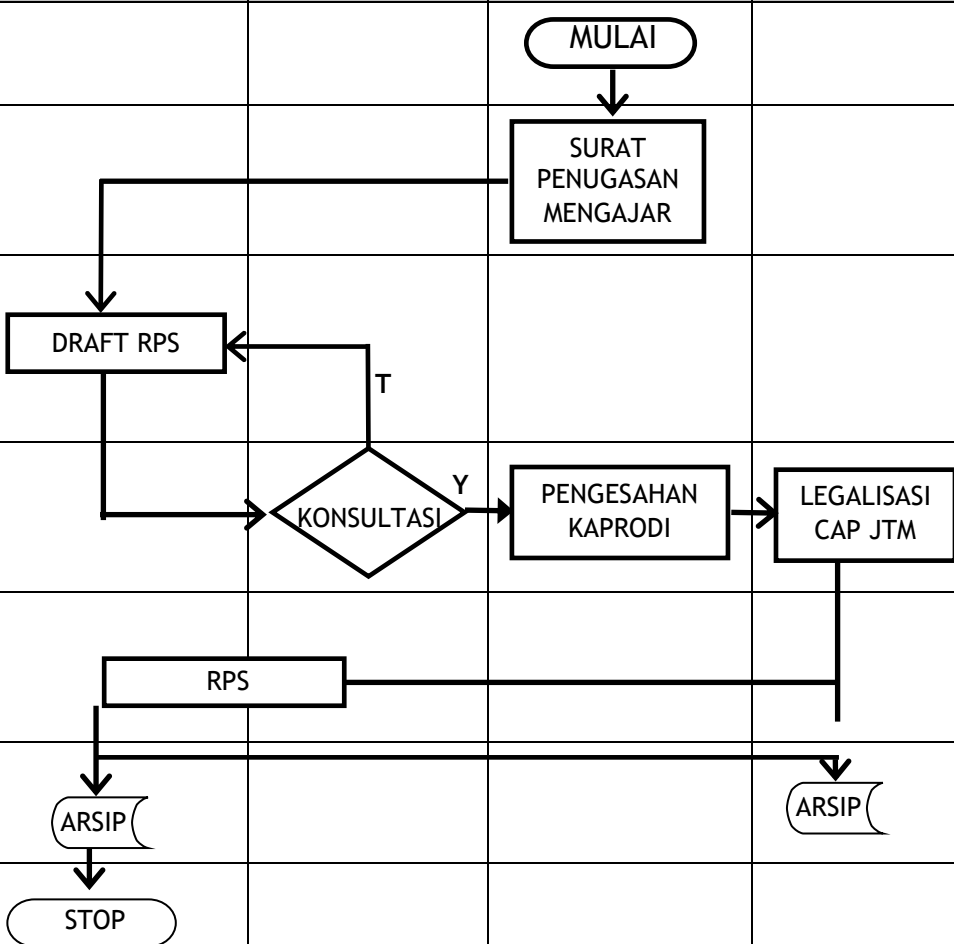 MULAI
SURAT
PENUGASAN
MENGAJAR
DRAFT RPS
T
KONSULTASI
Y
PENGESAHAN
KAPRODI
LEGALISASI
CAP JTM
RPS
ARSIP
ARSIP
STOP